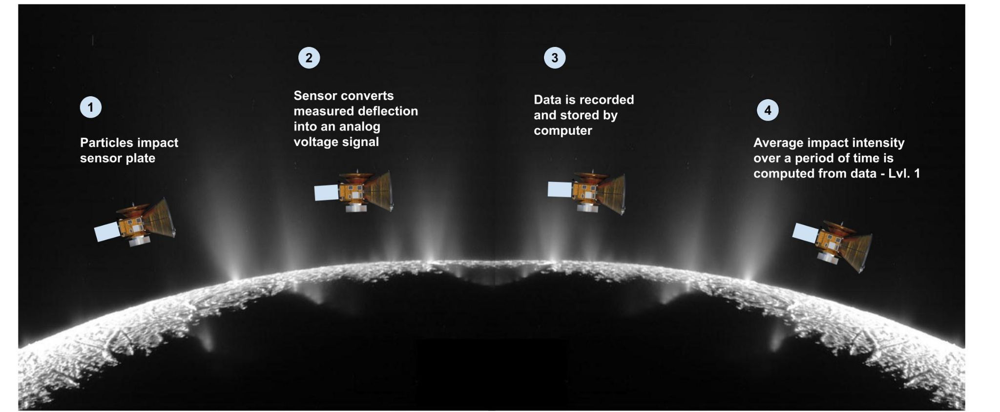 1
Particles impact
sensor plate
2
Sensor converts
measured deflection
into an analog
voltage signal
3
Data is recorded
and stored by
computer
4
Average impact intensity
over a period of time is
computed from data - Lvl. 1